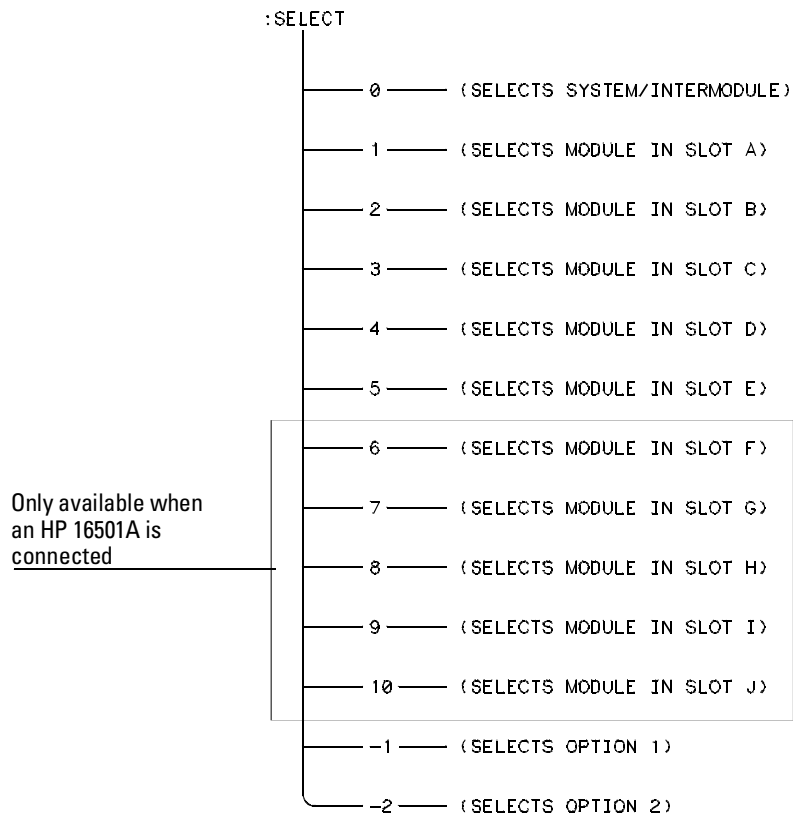 :SELECT
0 (SELECTS SYSTEM/INTERMODULE)
1 (SELECTS MODULE IN SLOT A)
2 (SELECTS MODULE IN SLOT B)
3 (SELECTS MODULE IN SLOT C)
4 (SELECTS MODULE IN SLOT D)
5 (SELECTS MODULE IN SLOT E)
6 (SELECTS MODULE IN SLOT F)
Only available when
an HP 16501A is
connected
7 (SELECTS MODULE IN SLOT G)
8 (SELECTS MODULE IN SLOT H)
9 (SELECTS MODULE IN SLOT I)
10 (SELECTS MODULE IN SLOT J)
-1 (SELECTS OPTION 1)
-2 (SELECTS OPTION 2)